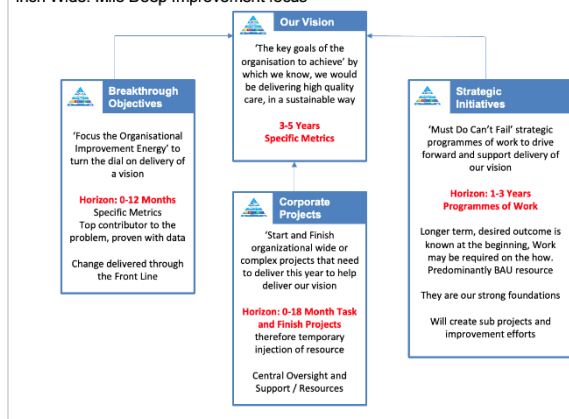 Inch Wide: Mile Deep Improvement focus
Our Vision
'The key goals of the
organisation to achieve' by
which we know, we would
be delivering high quality
care, in a sustainable way
3-5 Years
Specific Metrics
Breakthrough
Objectives
'Focus the Organisational
Improvement Energy' to
turn the dial on delivery of
a vision
Horizon: 0-12 Months
Specific Metrics
Top contributor to the
problem, proven with data
Change delivered through
the Front Line
Corporate
Projects
'Start and Finish
organizational wide or
complex projects that need
to deliver this year to help
deliver our vision
Horizon: 0-18 Month Task
and Finish Projects
therefore temporary
injection of resource
Central Oversight and
Support / Resources
Strategic
Initiatives
'Must Do Can't Fail' strategic
programmes of work to drive
forward and support delivery of
our vision
Horizon: 1-3 Years
Programmes of Work
Longer term, desired outcome is
known at the beginning, Work
may be required on the how.
Predominantly BAU resource
They are our strong foundations
Will create sub projects and
improvement efforts